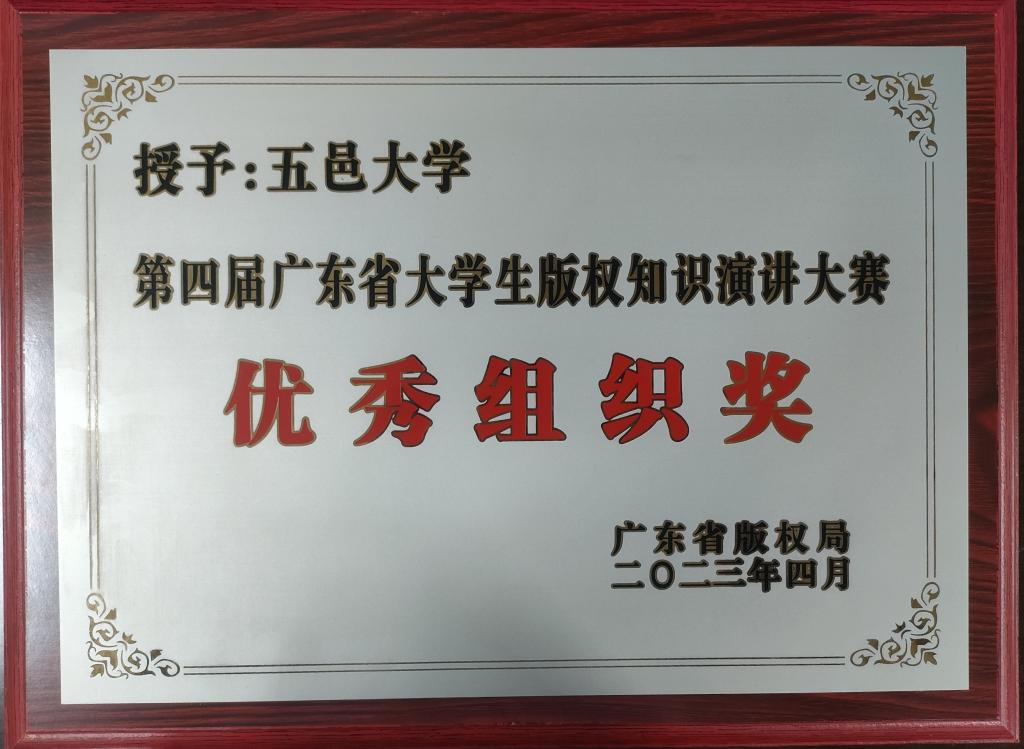 授予:五邑大学
第四届广东省大学生版权知识演讲大赛
优秀组织奖
广东省版权局
二〇二三年四月